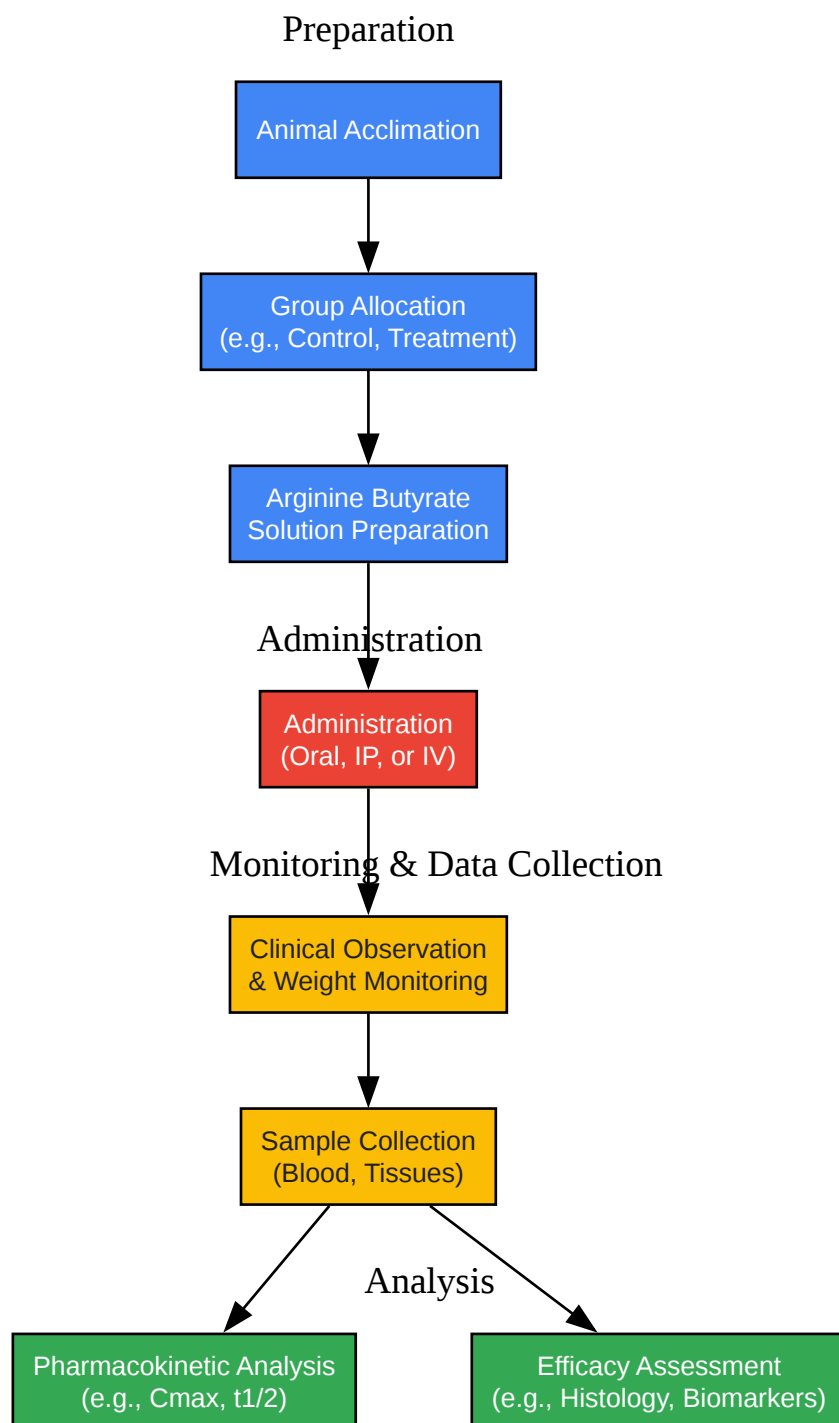 Preparation
Animal Acclimation
Group Allocation
(e.g., Control, Treatment)
Arginine Butyrate
Solution Preparation
Administration
Administration
(Oral, IP, or IV)
Monitoring & Data Collection
Clinical Observation
& Weight Monitoring
Sample Collection
(Blood, Tissues)
Analysis
Pharmacokinetic Analysis
(e.g., Cmax, t1/2)
Efficacy Assessment
(e.g., Histology, Biomarkers)